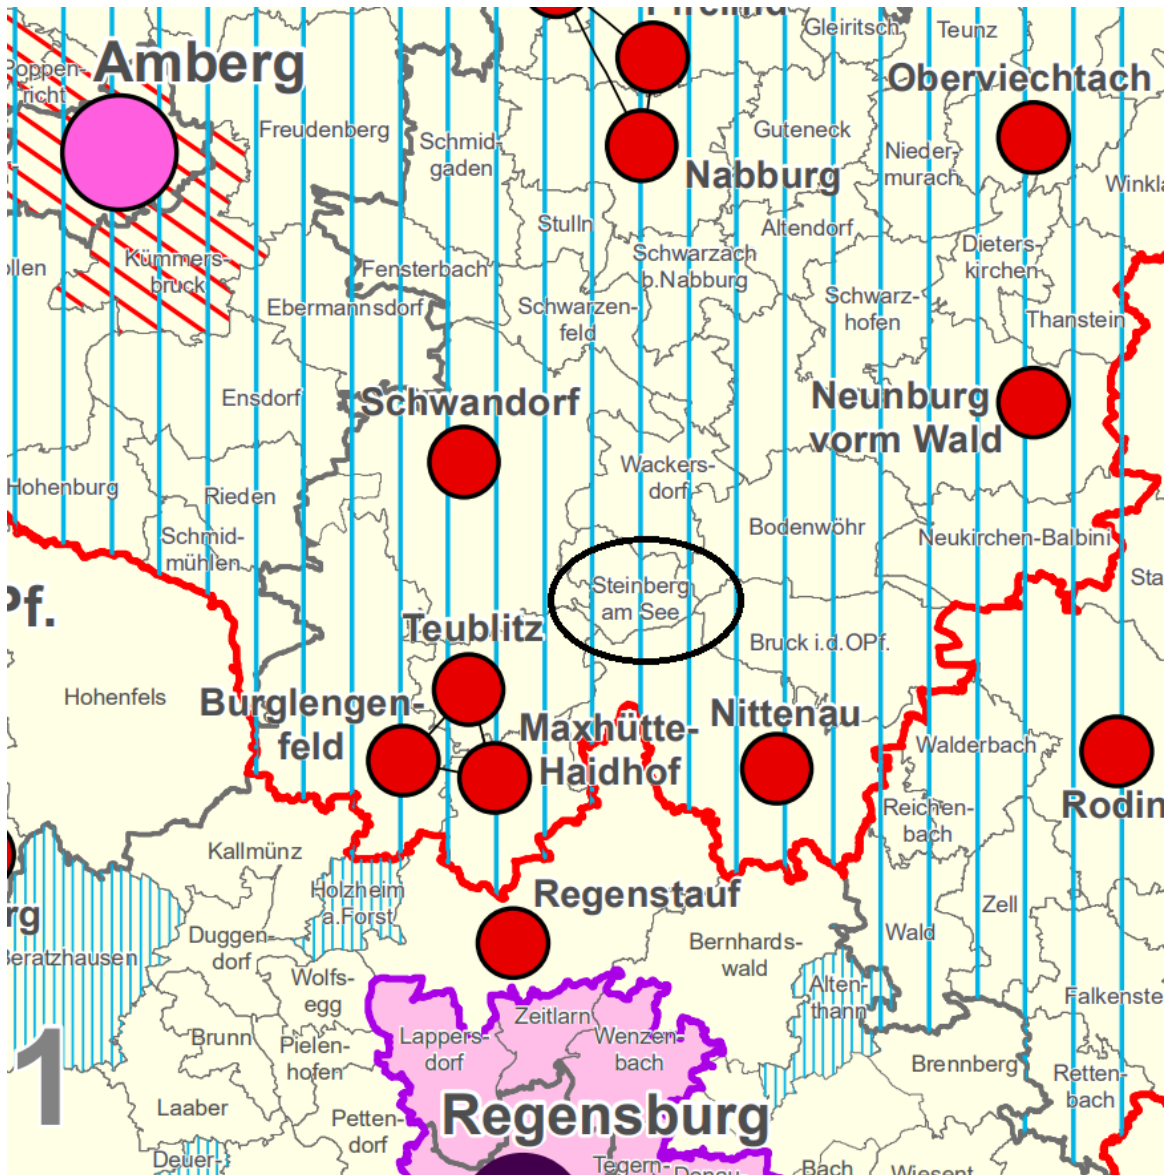 Gleiritsch
Teunz
Amberg
Poppen-
richt
Oberviechtach
Freudenberg
Schmid-
gaden
Guteneck
Nieder-
murach
Nabburg
Stulln
Altendorf
Schwarzach
b.Nabburg
Dieters-
kirchen
Kümmers-
bruck
Fensterbach
Ebermannsdorf
Schwarzen-
feld
Schwarz-
hofen
Thanstein
Ensdorf
Schwandorf
Neunburg
vorm Wald
Wackers-
dorf
Hohenburg
Rieden
Schmid-
mühlen
Bodenwöhr
Neukirchen-Balbini
Steinberg
am See
Pf.
Teublitz
Bruck i.d.OPf.
Hohenfels
Burglengen-
feld
Maxhütte-
Haidhof
Nittenau
Walderbach
Reichen-
bach
Rodin
Kallmünz
Holzheim
a.Forst
Regenstauf
Zell
Wald
Duggen-
dorf
Beratzhausen
Bernhards-
wald
Wolfs-
egg
Alten-
thann
Falkenste
Zeitlarn
Lappers-
dorf
Wenzen-
bach
Brunn
Pielen-
hofen
1
Brennberg
Retten-
bach
Laaber
Petten-
dorf
Regensburg
Deuer-
Tegern-
Donau-
Bach
Wiesent